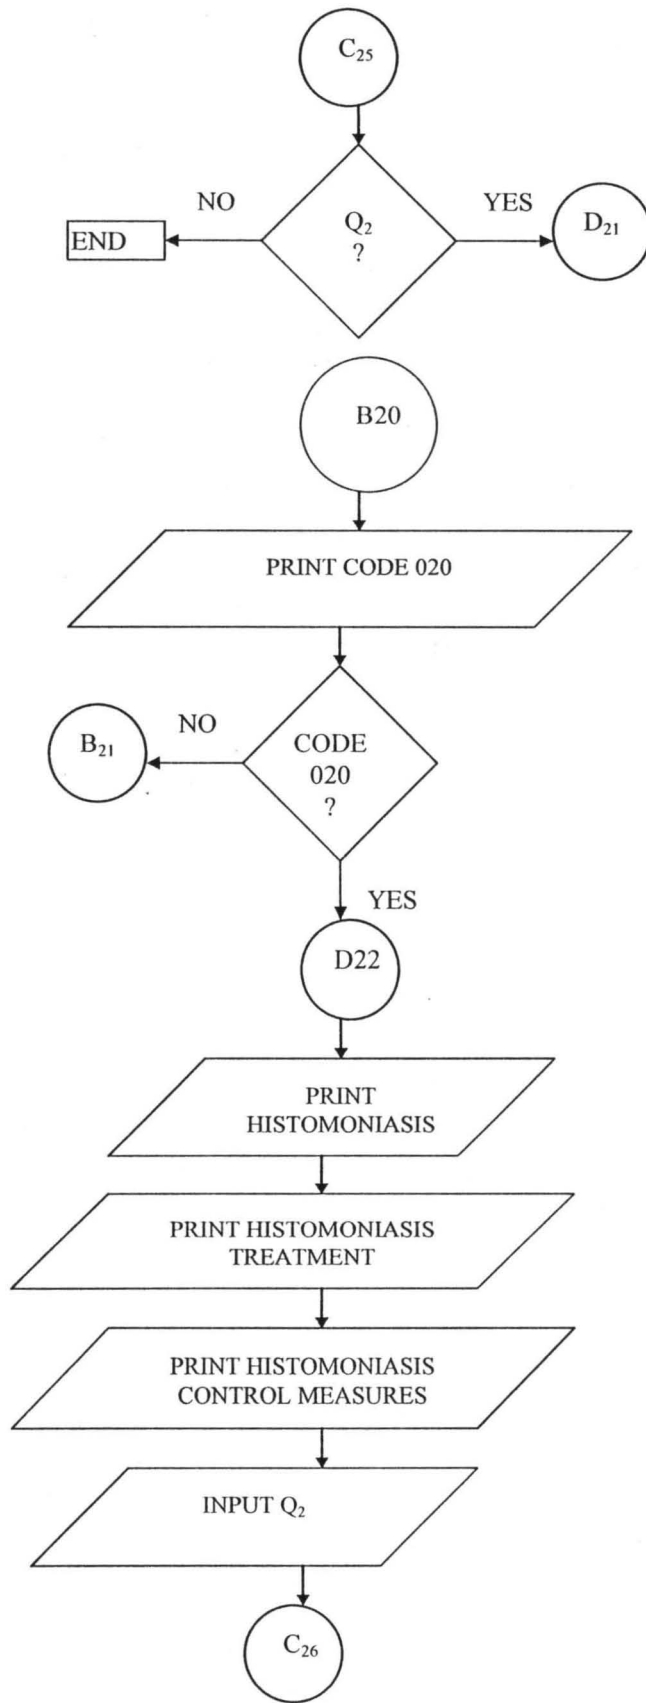 C₂₅
NO
YES
END
Q₂
?
D₂₁
B20
PRINT CODE 020
NO
B₂₁
CODE
020
?
YES
D22
PRINT
HISTOMONIASIS
PRINT HISTOMONIASIS
TREATMENT
PRINT HISTOMONIASIS
CONTROL MEASURES
INPUT Q₂
C₂₆